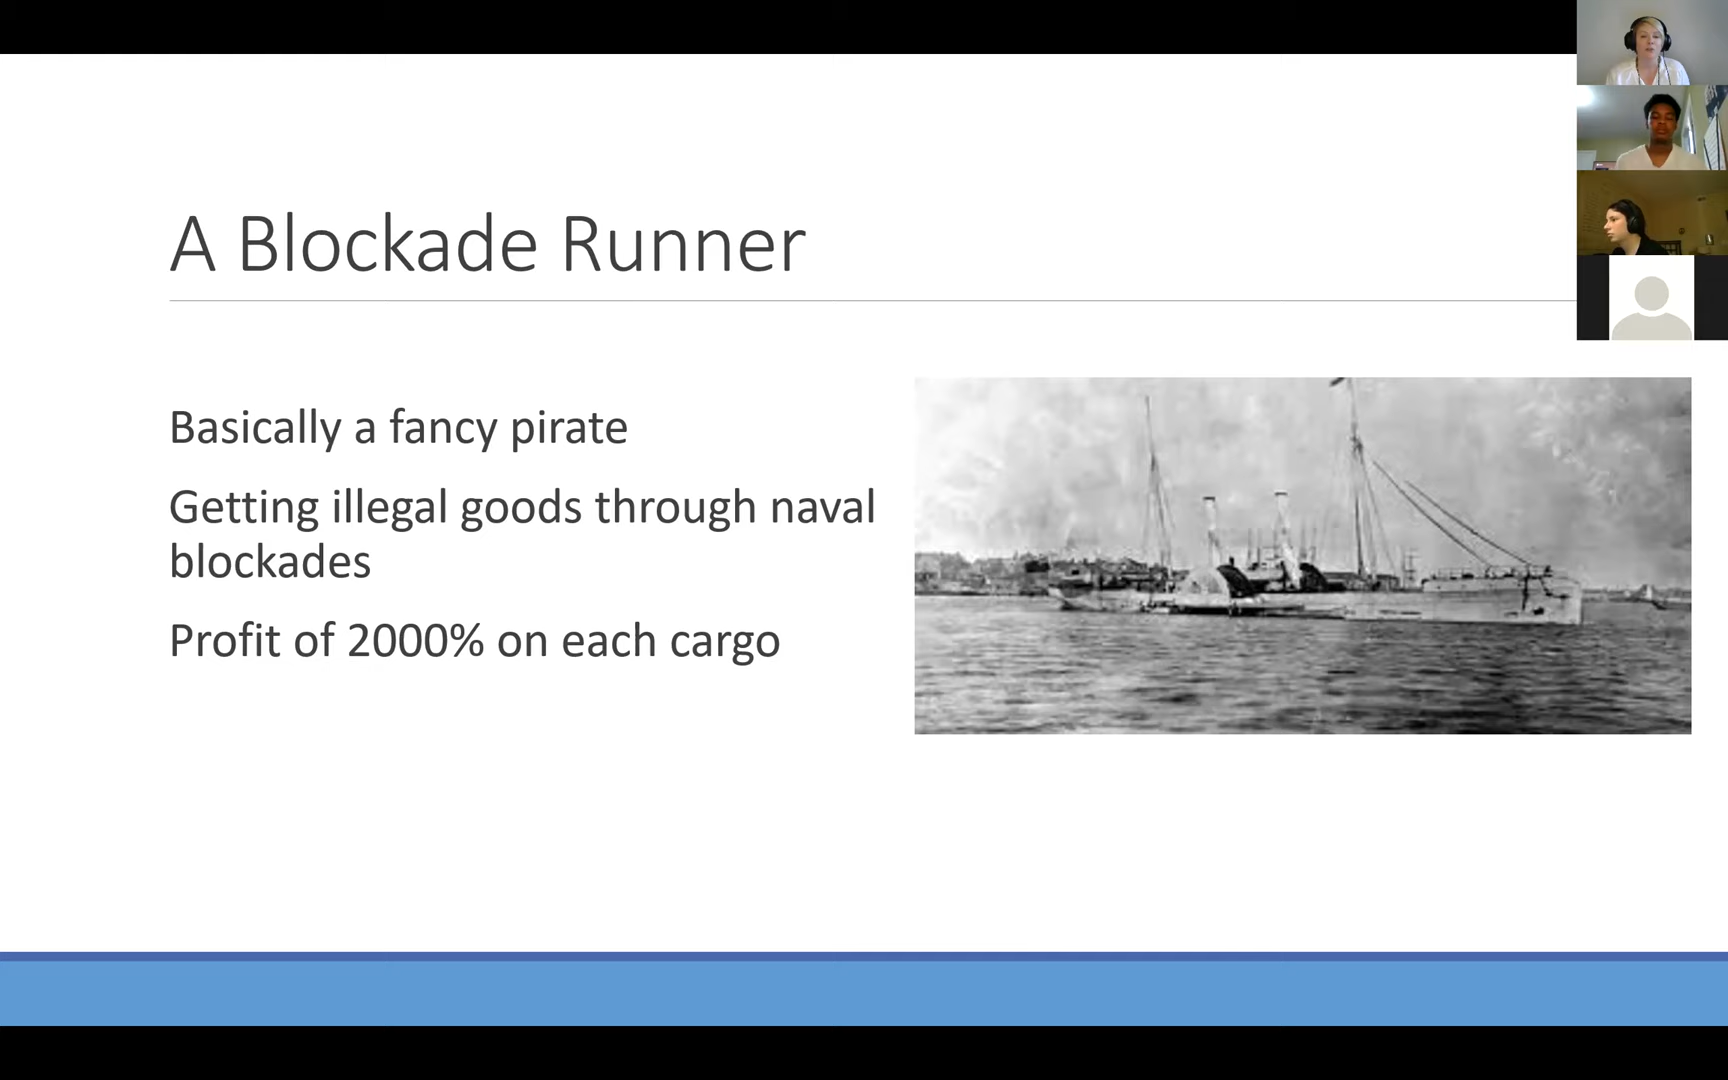 A Blockade Runner
Basically a fancy pirate
Getting illegal goods through naval
blockades
Profit of 2000% on each cargo